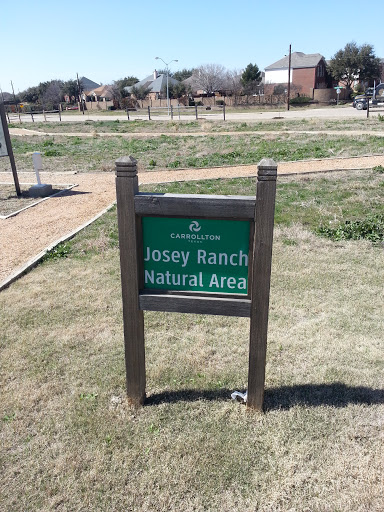 CARROLLTON
TEXAS
Josey Ranch
Natural Area